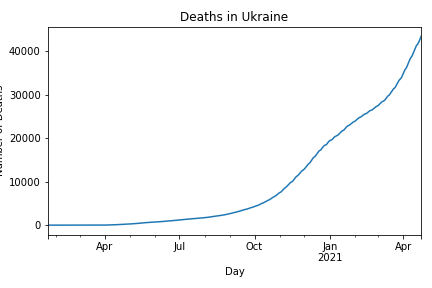 Deaths in Ukraine
Number of Deaths
40000
30000
20000
10000
0
Apr
Jul
Oct
Jan
2021
Apr
Day